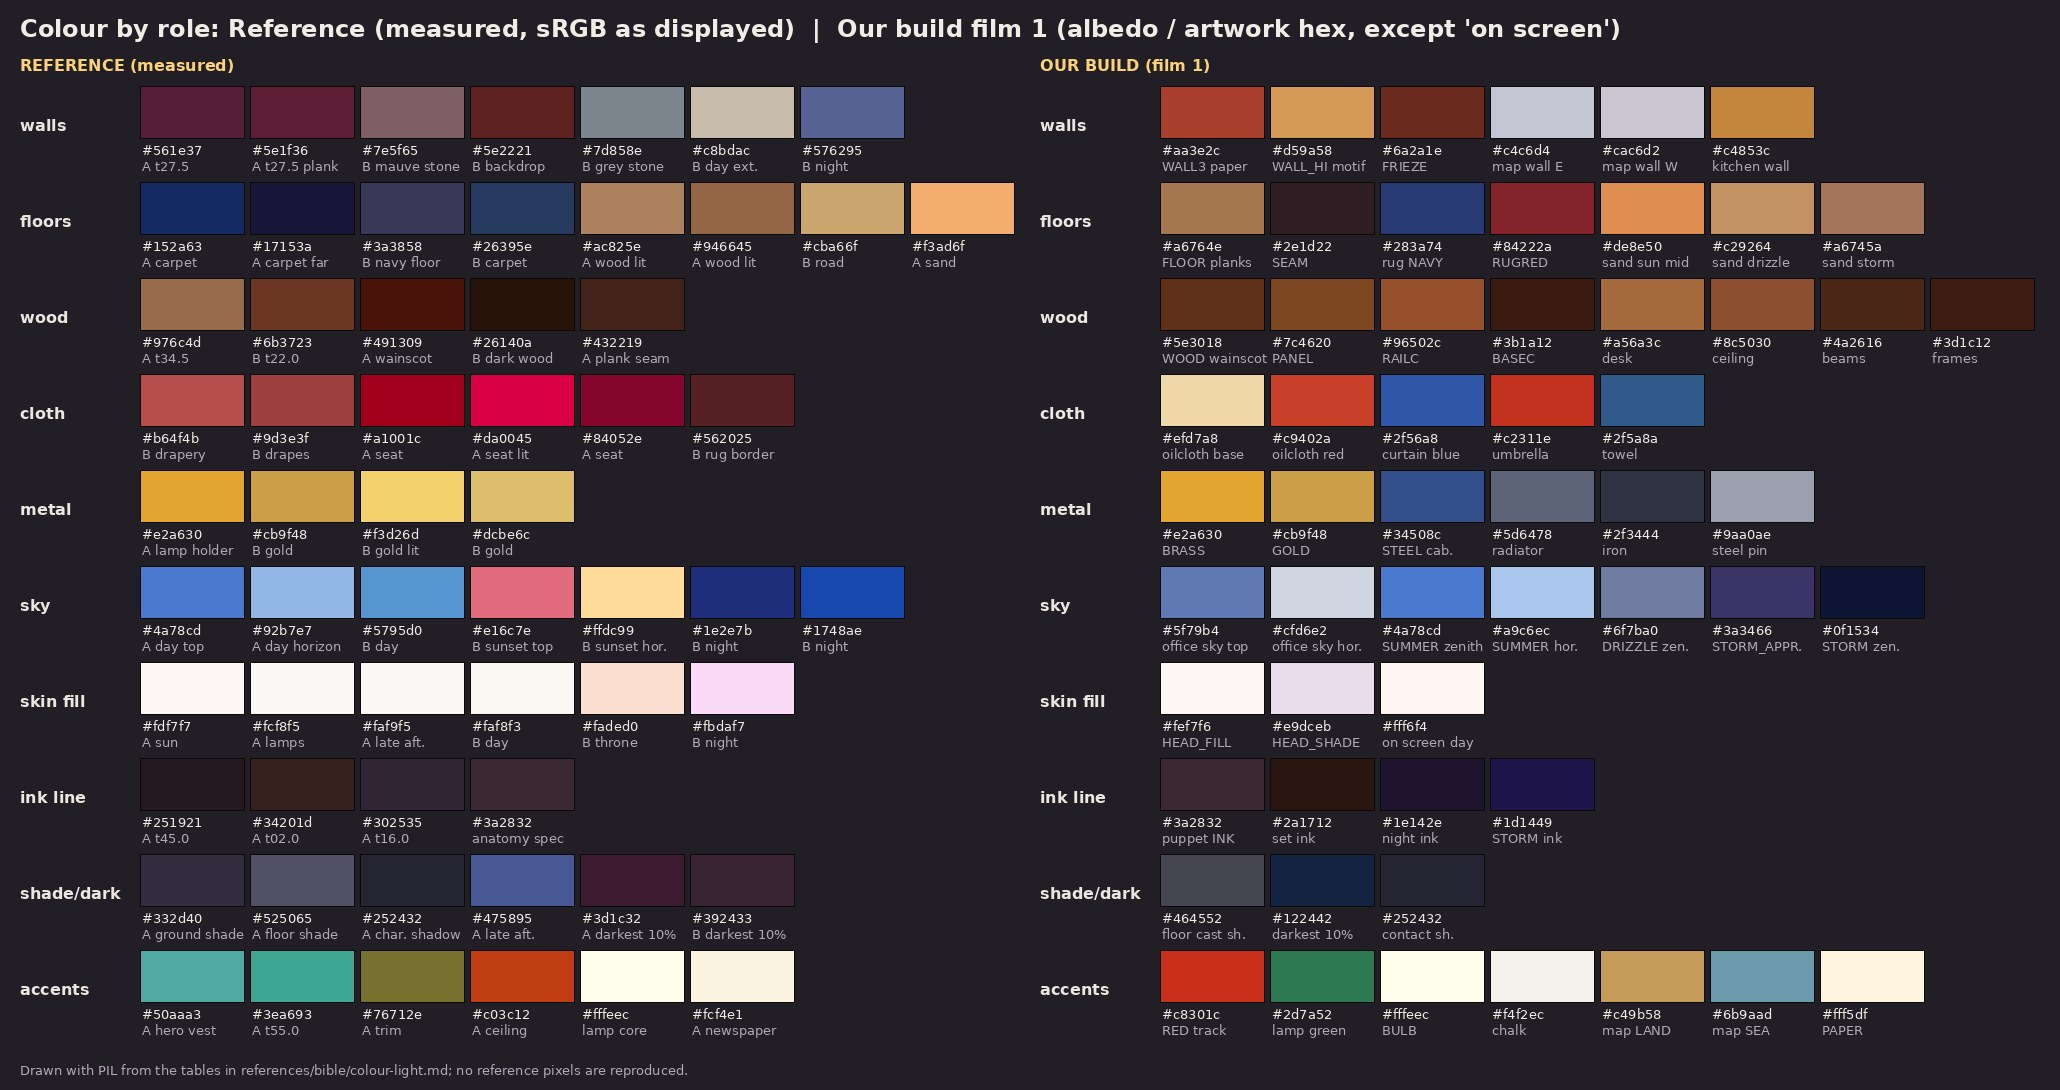 Colour by role: Reference (measured, sRGB as displayed) | Our build film 1 (albedo / artwork hex, except 'on screen')
REFERENCE (measured)
walls
#561e37 #5e1f36 #7e5f65 #5e2221 #7d858e #c8bdac #576295
A t27.5 A t27.5 plank B mauve stone B backdrop B grey stone B day ext. B night
floors
#152a63 #17153a #3a3858 #26395e #ac825e #946645 #cba66f #f3ad6f
A carpet A carpet far B navy floor B carpet A wood lit A wood lit B road A sand
wood
#976c4d #6b3723 #491309 #26140a #432219
A t34.5 B t22.0 A wainscot B dark wood A plank seam
cloth
#b64f4b #9d3e3f #a1001c #da0045 #84052e #562025
B drapery B drapes A seat A seat lit A seat B rug border
metal
#e2a630 #cb9f48 #f3d26d #dcbe6c
A lamp holder B gold B gold lit B gold
sky
#4a78cd #92b7e7 #5795d0 #e16c7e #ffdc99 #1e2e7b #1748ae
A day top A day horizon B day B sunset top B sunset hor. B night B night
skin fill
#fdf7f7 #fcf8f5 #faf9f5 #faf8f3 #faded0 #fbdaf7
A sun A lamps A late aft. B day B throne B night
ink line
#251921 #34201d #302535 #3a2832
A t45.0 A t02.0 A t16.0 anatomy spec
shade/dark
#332d40 #525065 #252432 #475895 #3d1c32 #392433
A ground shade A floor shade A char. shadow A late aft. A darkest 10% B darkest 10%
accents
#50aaa3 #3ea693 #76712e #c03c12 #fffeec #fcf4e1
A hero vest A t55.0 A trim A ceiling lamp core A newspaper
OUR BUILD (film 1)
walls
#aa3e2c #d59a58 #6a2a1e #c4c6d4 #cac6d2 #c4853c
WALL3 paper WALL_HI motif FRIEZE map wall E map wall W kitchen wall
floors
#a6764e #2e1d22 #283a74 #84222a #de8e50 #c29264 #a6745a
FLOOR planks SEAM rug NAVY RUGRED sand sun mid sand drizzle sand storm
wood
#5e3018 #7c4620 #96502c #3b1a12 #a56a3c #8c5030 #4a2616 #3d1c12
WOOD wainscot PANEL RAILC BASEC desk ceiling beams frames
cloth
#efd7a8 #c9402a #2f56a8 #c2311e #2f5a8a
oilcloth base oilcloth red curtain blue umbrella towel
metal
#e2a630 #cb9f48 #34508c #5d6478 #2f3444 #9aa0ae
BRASS GOLD STEEL cab. radiator iron steel pin
sky
#5f79b4 #cfd6e2 #4a78cd #a9c6ec #6f7ba0 #3a3466 #0f1534
office sky top office sky hor. SUMMER zenith SUMMER hor. DRIZZLE zen. STORM_APPR. STORM zen.
skin fill
#fef7f6 #e9dceb #fff6f4
HEAD_FILL HEAD_SHADE on screen day
ink line
#3a2832 #2a1712 #1e142e #1d1449
puppet INK set ink night ink STORM ink
shade/dark
#464552 #122442 #252432
floor cast sh. darkest 10% contact sh.
accents
#c8301c #2d7a52 #fffeec #f4f2ec #c49b58 #6b9aad #fff5df
RED track lamp green BULB chalk map LAND map SEA PAPER
Drawn with PIL from the tables in references/bible/colour-light.md; no reference pixels are reproduced.